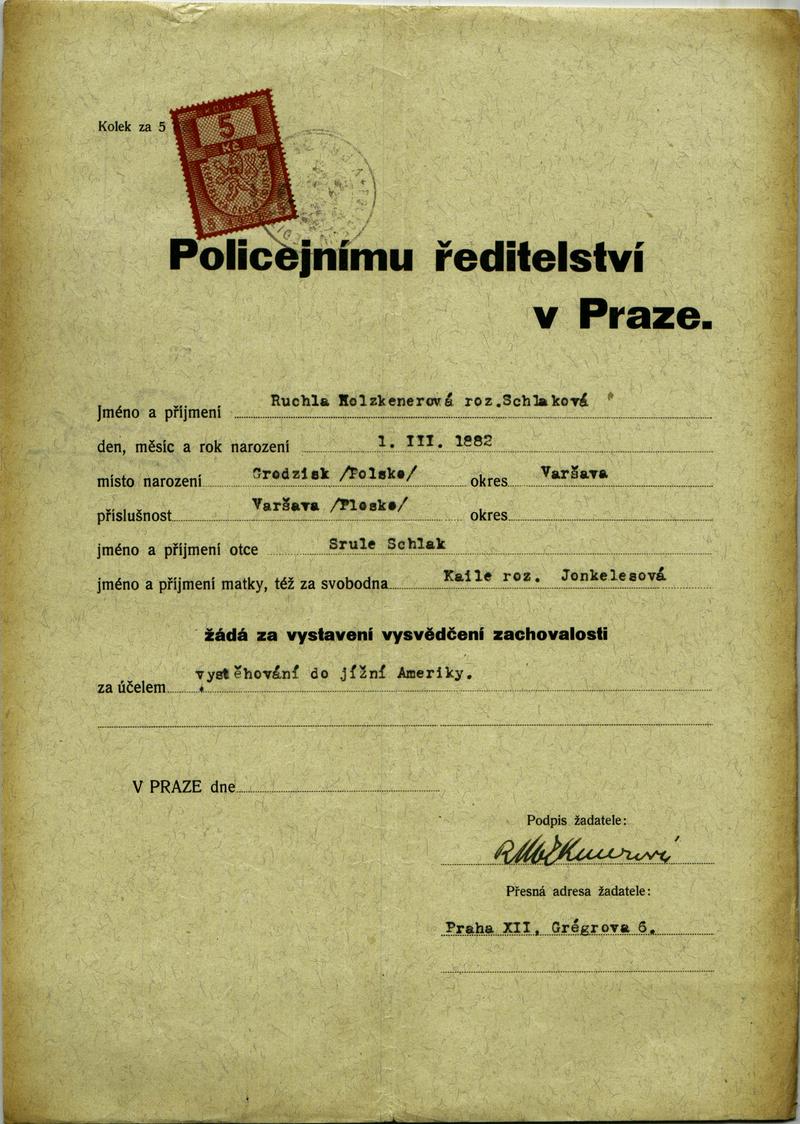 Kolek za 5
KOLEK
5
Kč
Policejnímu ředitelství
v Praze.
Jméno a příjmení Ruchla Holzkenerová roz.Schlaková
den, měsíc a rok narození 1. III. 1882
místo narození Grodzisk /Polsko/ okres Varšava
příslušnost Varšava /Plosko/ okres
jméno a příjmení otce Srule Schlak
jméno a příjmení matky, též za svobodna Kaile roz. Jonkelesová
žádá za vystavení vysvědčení zachovalosti
za účelem vystěhování do jížní Ameriky.
V PRAZE dne
Podpis žadatele:
Přesná adresa žadatele:
Praha XII, Grégrova 6.